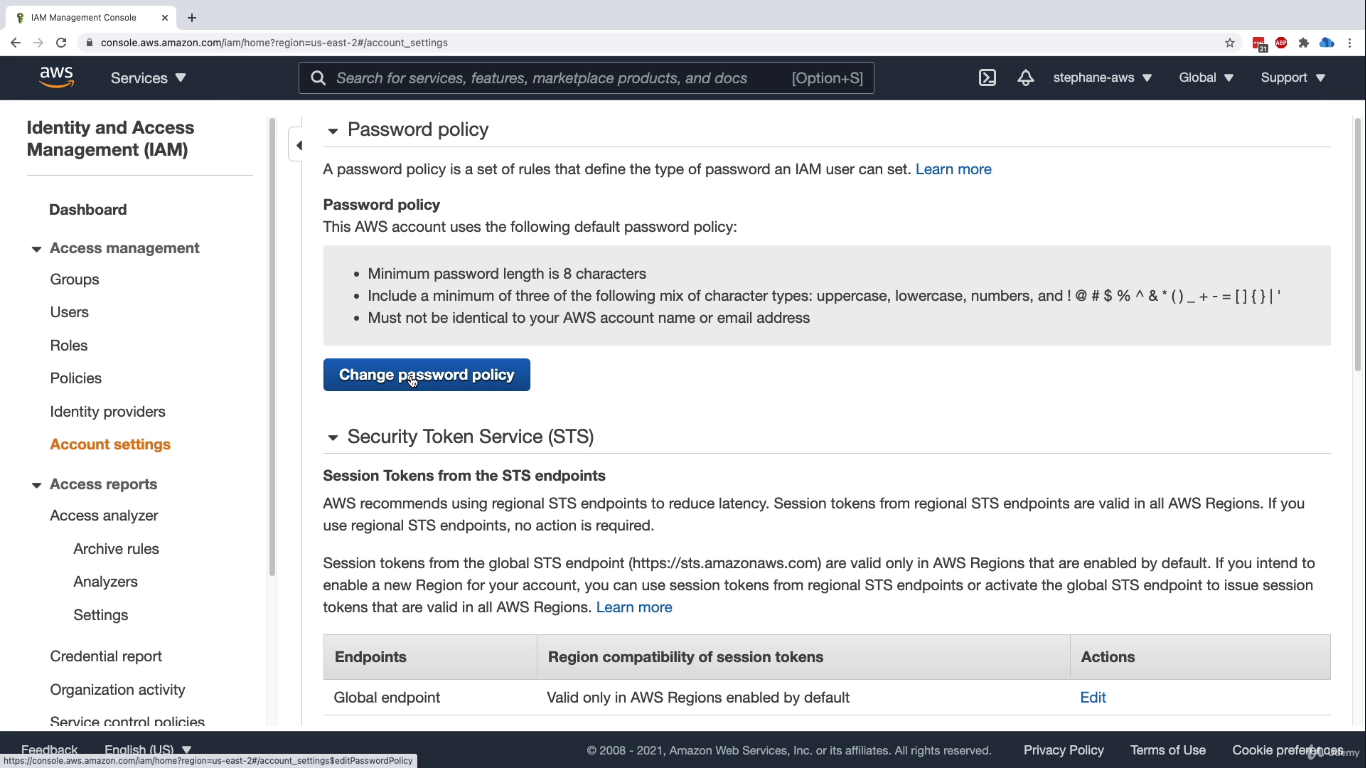 IAM Management Console
console.aws.amazon.com/iam/home?region=us-east-2#/account_settings
21
ABP
aws
Services
Search for services, features, marketplace products, and docs
[Option+S]
stephane-aws
Global
Support
Identity and Access
Management (IAM)
Dashboard
Access management
Groups
Users
Roles
Policies
Identity providers
Account settings
Access reports
Access analyzer
Archive rules
Analyzers
Settings
Credential report
Organization activity
Service control policies
Password policy
A password policy is a set of rules that define the type of password an IAM user can set. Learn more
Password policy
This AWS account uses the following default password policy:
• Minimum password length is 8 characters
• Include a minimum of three of the following mix of character types: uppercase, lowercase, numbers, and ! @ # $ % ^ & * ( ) _ + - = [ ] { } | '
• Must not be identical to your AWS account name or email address
Change password policy
Security Token Service (STS)
Session Tokens from the STS endpoints
AWS recommends using regional STS endpoints to reduce latency. Session tokens from regional STS endpoints are valid in all AWS Regions. If you
use regional STS endpoints, no action is required.
Session tokens from the global STS endpoint (https://sts.amazonaws.com) are valid only in AWS Regions that are enabled by default. If you intend to
enable a new Region for your account, you can use session tokens from regional STS endpoints or activate the global STS endpoint to issue session
tokens that are valid in all AWS Regions. Learn more
Endpoints
Region compatibility of session tokens
Actions
Global endpoint
Valid only in AWS Regions enabled by default
Edit
Feedback
English (US)
© 2008 - 2021, Amazon Web Services, Inc. or its affiliates. All rights reserved.
Privacy Policy
Terms of Use
Cookie preferences
Udemy
https://console.aws.amazon.com/iam/home?region=us-east-2#/account_settings$editPasswordPolicy